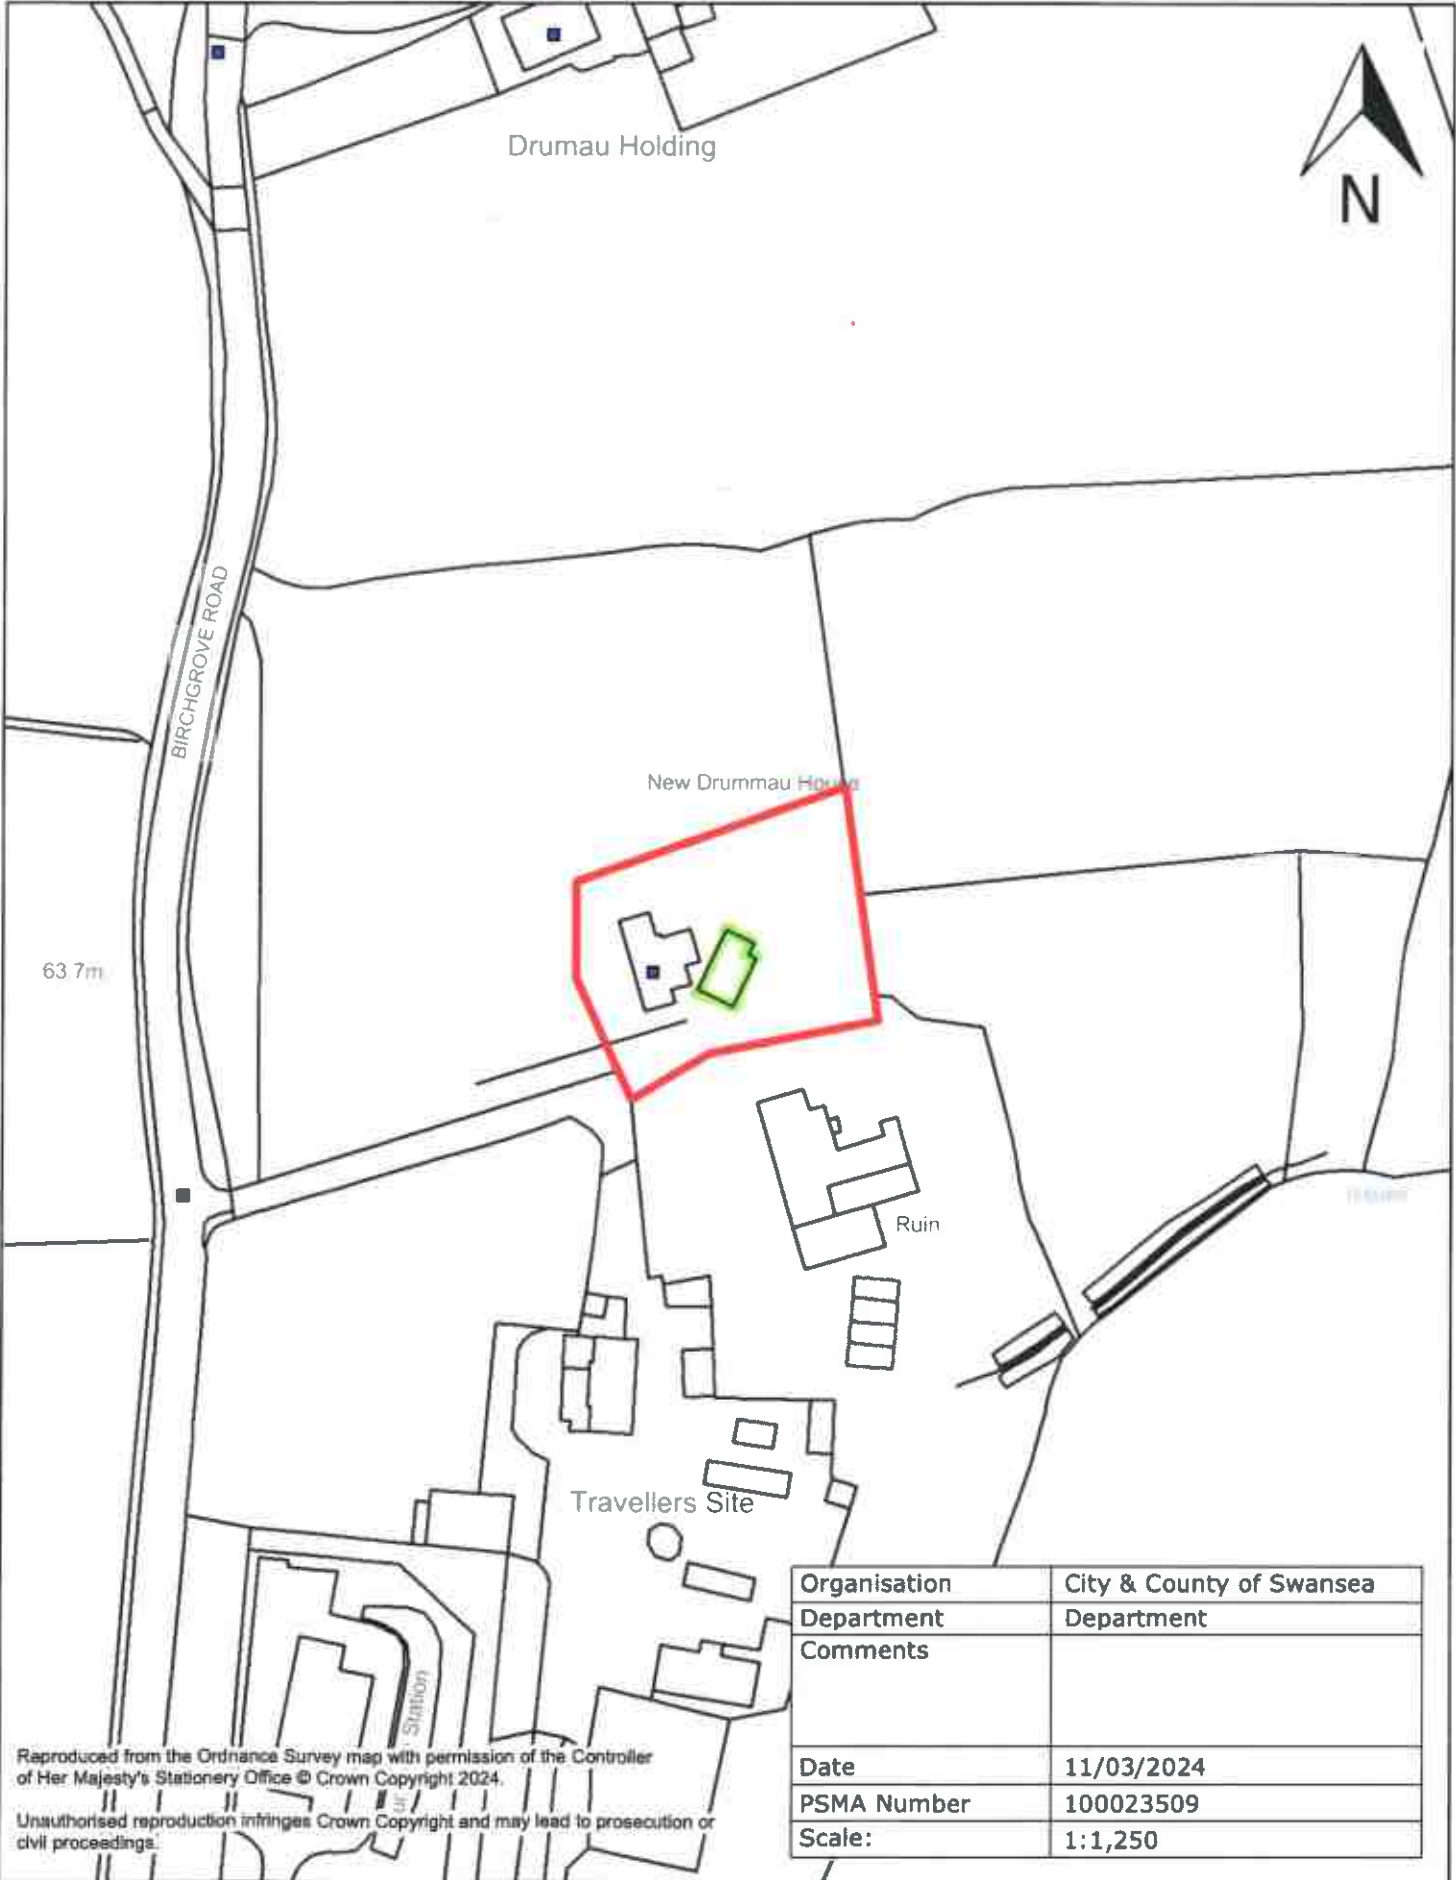 Drumau Holding
N
BIRCHGROVE ROAD
New Drummau House
63.7m
Ruin
Travellers Site
Station
Organisation City & County of Swansea
Department Department
Comments
Date 11/03/2024
PSMA Number 100023509
Scale: 1:1,250
Reproduced from the Ordnance Survey map with permission of the Controller
of Her Majesty's Stationery Office © Crown Copyright 2024.
Unauthorised reproduction infringes Crown Copyright and may lead to prosecution or
civil proceedings.